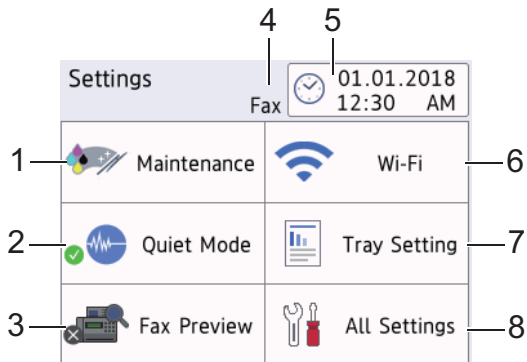 4
5
Settings
Fax
01.01.2018
12:30 AM
1
Maintenance
Wi-Fi
6
2
Quiet Mode
Tray Setting
7
3
Fax Preview
All Settings
8